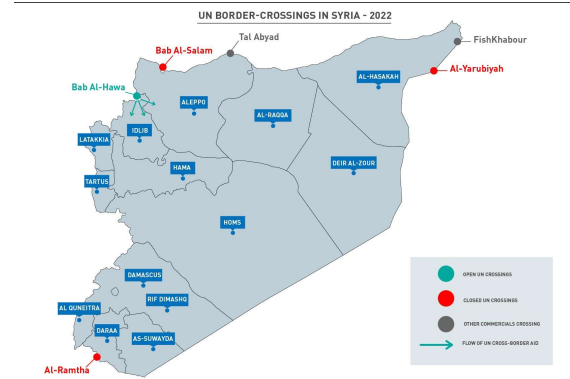 UN BORDER-CROSSINGS IN SYRIA - 2022
Tal Abyad
FishKhabour
Bab Al-Salam
Al-Yarubiyah
Bab Al-Hawa
AL-HASAKAH
ALEPPO
AL-RAQQA
IDLIB
LATAKKIA
DEIR AL-ZOUR
HAMA
TARTUS
HOMS
DAMASCUS
RIF DIMASHQ
AL QUNEITRA
DARAA
AS-SUWAYDA
Al-Ramtha
OPEN UN CROSSINGS
CLOSED UN CROSSINGS
OTHER COMMERCIALS CROSSING
FLOW OF UN CROSS-BORDER AID